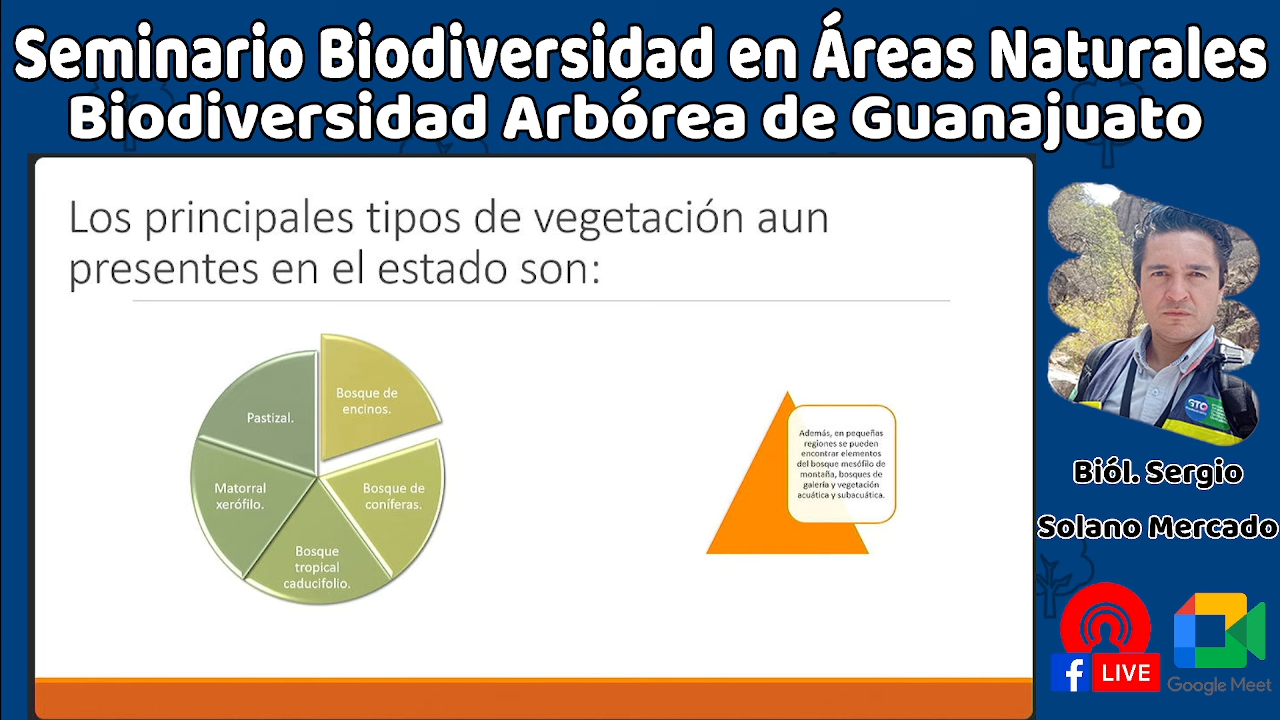 Seminario Biodiversidad en Áreas Naturales
Biodiversidad Arbórea de Guanajuato
Los principales tipos de vegetación aun
presentes en el estado son:
Bosque de
encinos.
Bosque de
coníferas.
Bosque
tropical
caducifolio.
Matorral
xerófilo.
Pastizal.
Además, en pequeñas
regiones se pueden
encontrar elementos
del bosque mesófilo de
montaña, bosques de
galería y vegetación
acuática y subacuática.
GTO
Biól. Sergio
Solano Mercado
f LIVE
Google Meet